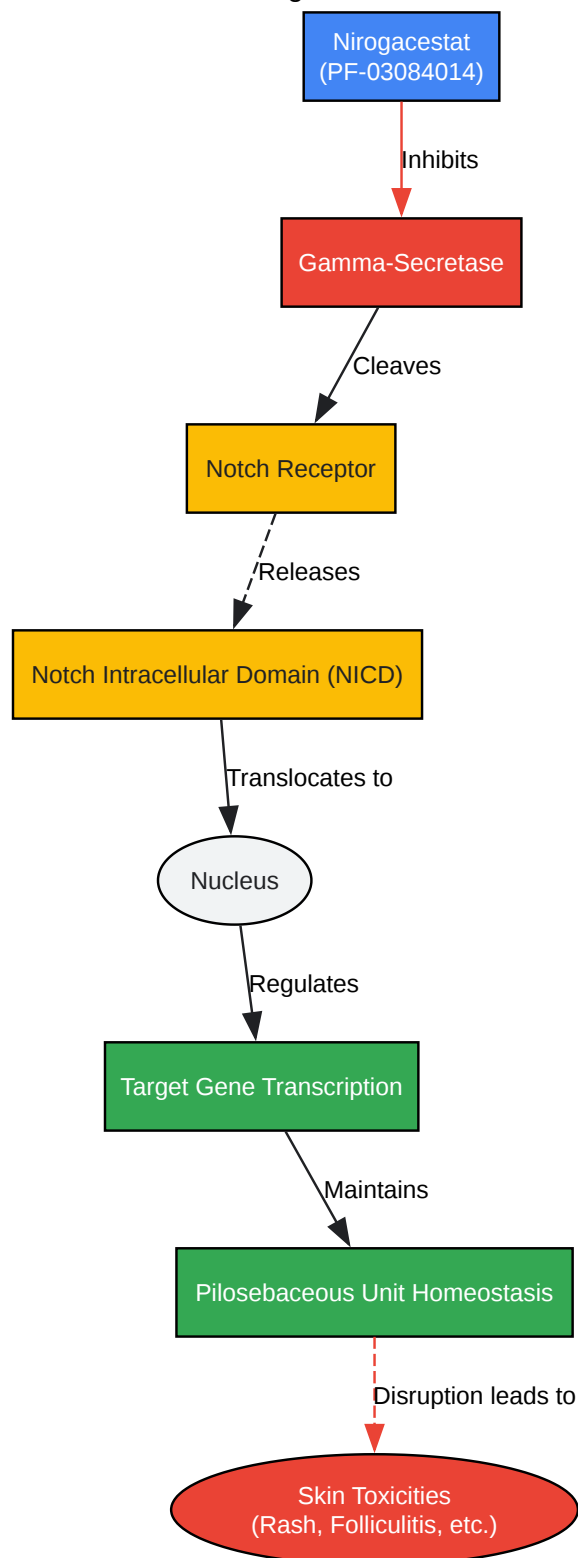 Nirogacestat
(PF-03084014)
Inhibits
Gamma-Secretase
Cleaves
Notch Receptor
Releases
Notch Intracellular Domain (NICD)
Translocates to
Nucleus
Regulates
Target Gene Transcription
Maintains
Pilosebaceous Unit Homeostasis
Disruption leads to
Skin Toxicities
(Rash, Folliculitis, etc.)